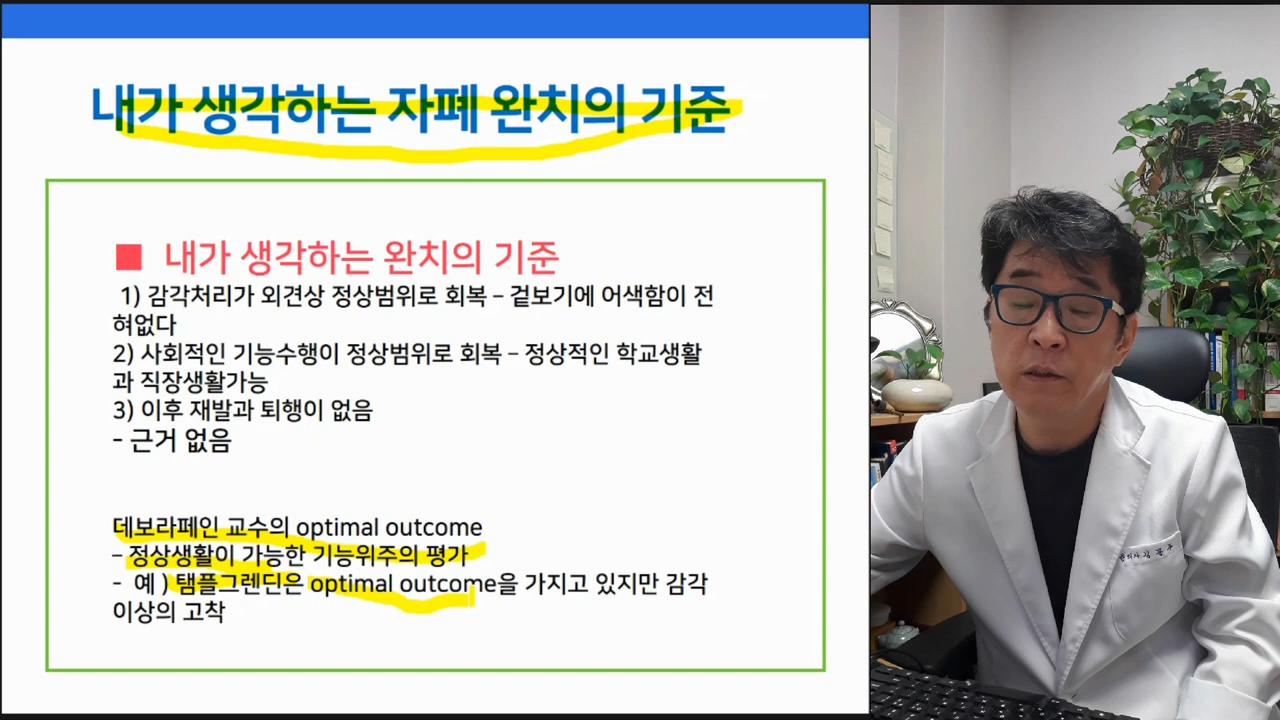 내가 생각하는 자폐 완치의 기준
■ 내가 생각하는 완치의 기준
1) 감각처리가 외견상 정상범위로 회복 – 겉보기에 어색함이 전
혀없다
2) 사회적인 기능수행이 정상범위로 회복 – 정상적인 학교생활
과 직장생활가능
3) 이후 재발과 퇴행이 없음
- 근거 없음
데보라페인 교수의 optimal outcome
– 정상생활이 가능한 기능위주의 평가
- 예 ) 탬플그렌딘은 optimal outcome을 가지고 있지만 감각
이상의 고착